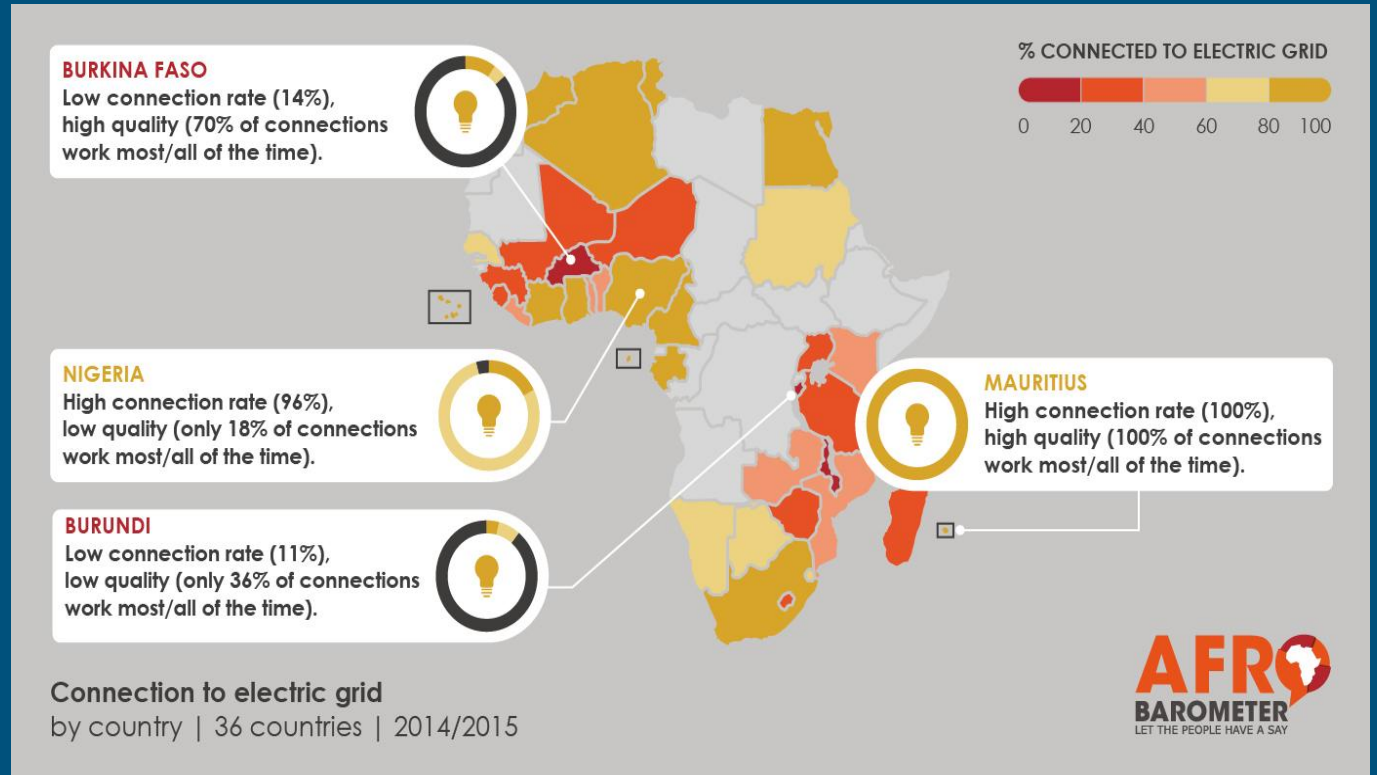 BURKINA FASO
Low connection rate (14%),
high quality (70% of connections
work most/all of the time).
% CONNECTED TO ELECTRIC GRID
0 20 40 60 80 100
NIGERIA
High connection rate (96%),
low quality (only 18% of connections
work most/all of the time).
MAURITIUS
High connection rate (100%),
high quality (100% of connections
work most/all of the time).
BURUNDI
Low connection rate (11%),
low quality (only 36% of connections
work most/all of the time).
Connection to electric grid
by country | 36 countries | 2014/2015
AFRO
BAROMETER
LET THE PEOPLE HAVE A SAY